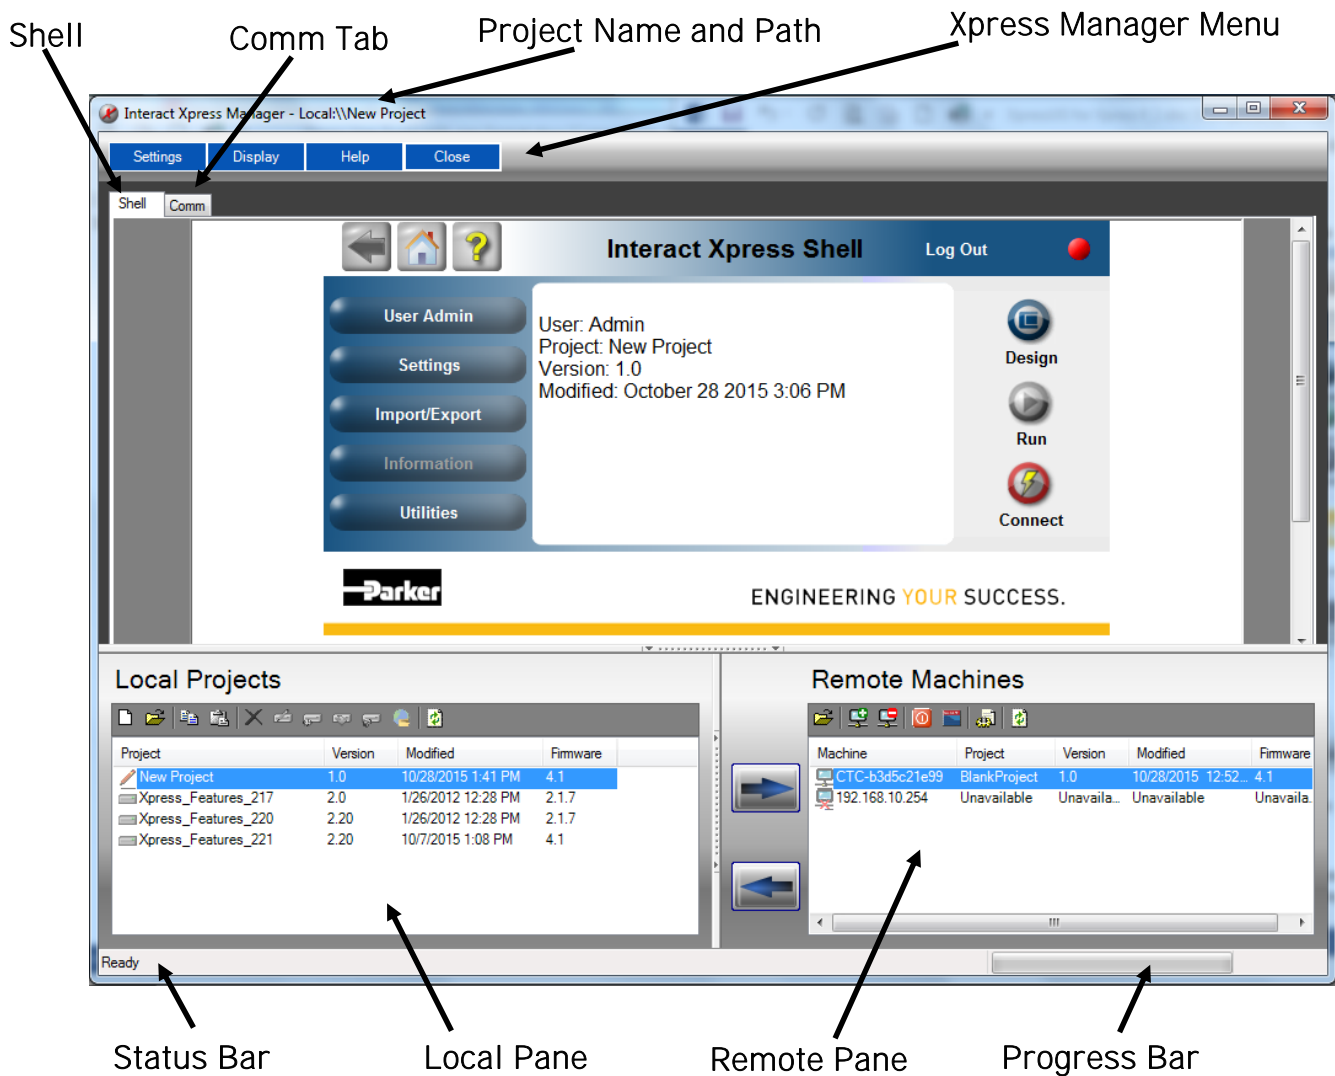 Shell
Comm Tab
Project Name and Path
Xpress Manager Menu
Interact Xpress Manager - Local:\\New Project
Settings Display Help Close
Shell Comm
Interact Xpress Shell Log Out
User Admin
Settings
Import/Export
Information
Utilities
User: Admin
Project: New Project
Version: 1.0
Modified: October 28 2015 3:06 PM
Design
Run
Connect
Parker
ENGINEERING YOUR SUCCESS.
Local Projects
Project Version Modified Firmware
New Project 1.0 10/28/2015 1:41 PM 4.1
Xpress_Features_217 2.0 1/26/2012 12:28 PM 2.1.7
Xpress_Features_220 2.20 1/26/2012 12:28 PM 2.1.7
Xpress_Features_221 2.20 10/7/2015 1:08 PM 4.1
Remote Machines
Machine Project Version Modified Firmware
CTC-b3d5c21e99 BlankProject 1.0 10/28/2015 12:52... 4.1
192.168.10.254 Unavailable Unavaila... Unavailable Unavaila.
Ready
Status Bar
Local Pane
Remote Pane
Progress Bar